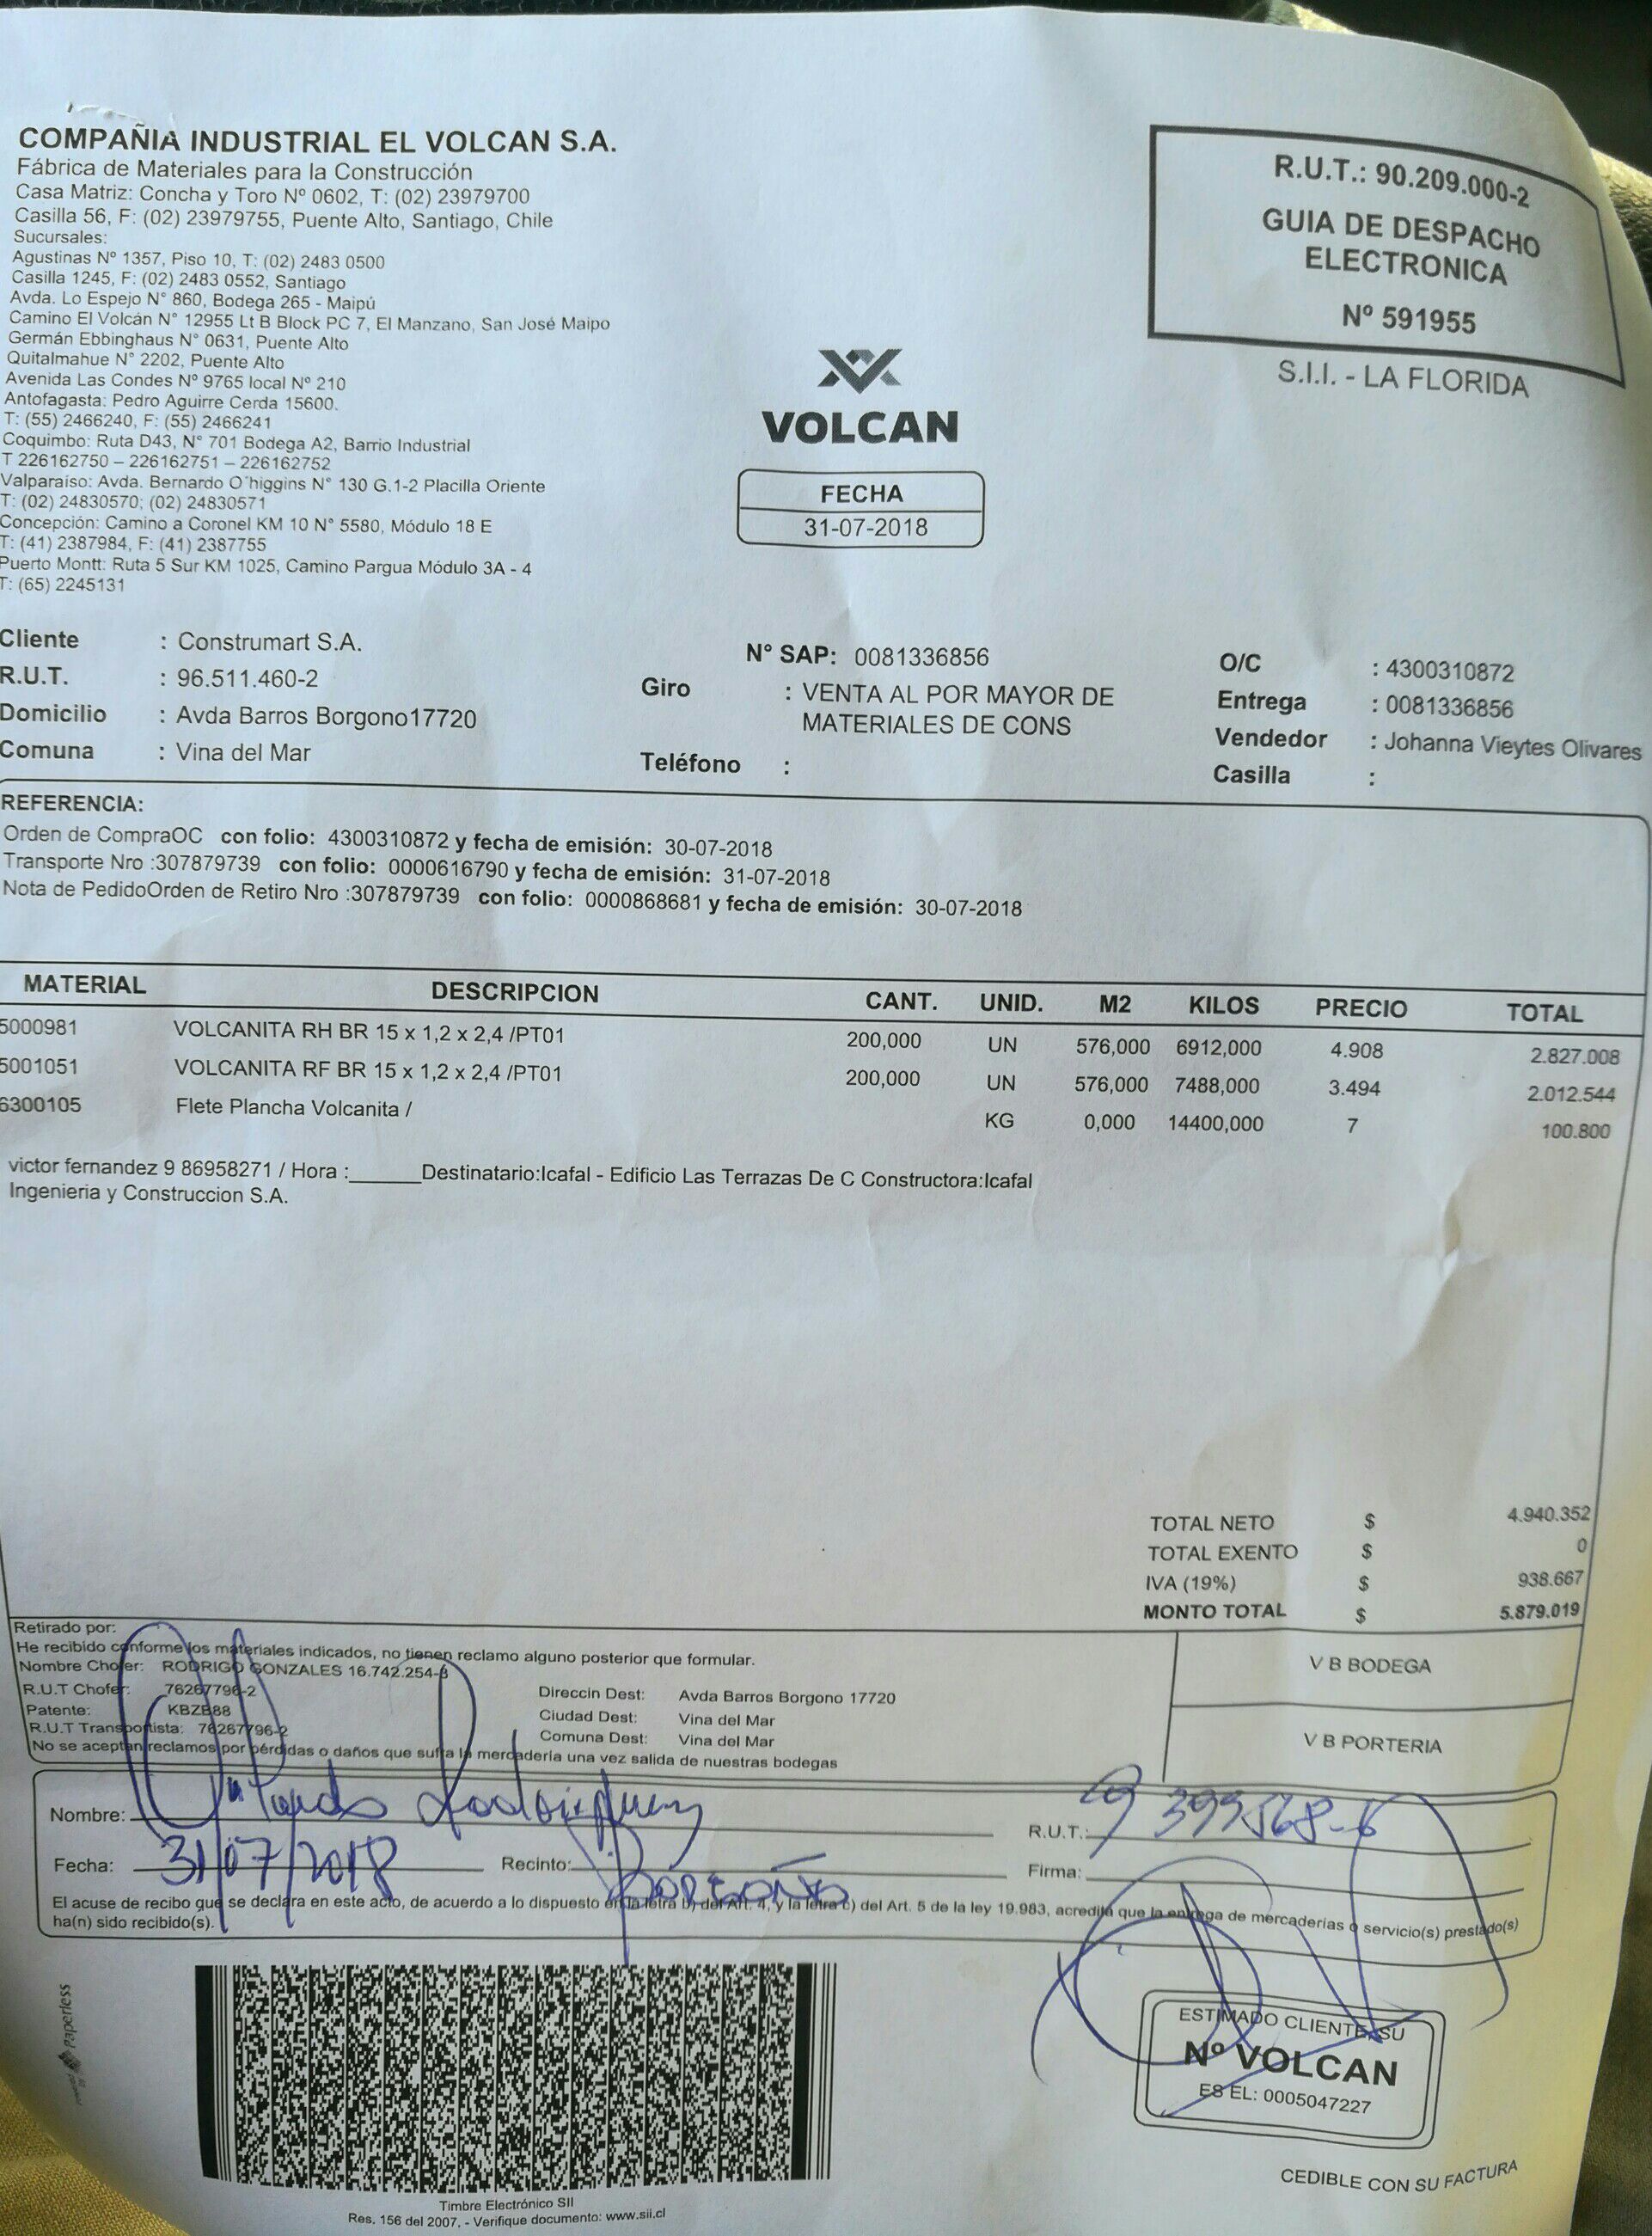 COMPAÑIA INDUSTRIAL EL VOLCAN S.A.
Fábrica de Materiales para la Construcción
Casa Matriz: Concha y Toro Nº 0602, T: (02) 23979700
Casilla 56, F: (02) 23979755, Puente Alto, Santiago, Chile
Sucursales:
Agustinas Nº 1357, Piso 10, T: (02) 2483 0500
Casilla 1245, F: (02) 2483 0552, Santiago
Avda. Lo Espejo N° 860, Bodega 265 - Maipú
Camino El Volcán N° 12955 Lt B Block PC 7, El Manzano, San José Maipo
Germán Ebbinghaus N° 0631, Puente Alto
Quitalmahue N° 2202, Puente Alto
Avenida Las Condes Nº 9765 local Nº 210
Antofagasta: Pedro Aguirre Cerda 15600.
T: (55) 2466240, F: (55) 2466241
Coquimbo: Ruta D43, N° 701 Bodega A2, Barrio Industrial
T 226162750 – 226162751 – 226162752
Valparaíso: Avda. Bernardo O´higgins N° 130 G.1-2 Placilla Oriente
T: (02) 24830570; (02) 24830571
Concepción: Camino a Coronel KM 10 N° 5580, Módulo 18 E
T: (41) 2387984, F: (41) 2387755
Puerto Montt: Ruta 5 Sur KM 1025, Camino Pargua Módulo 3A - 4
T: (65) 2245131
R.U.T.: 90.209.000-2
GUIA DE DESPACHO
ELECTRONICA
Nº 591955
S.I.I. - LA FLORIDA
VOLCAN
FECHA
31-07-2018
Cliente : Construmart S.A.
R.U.T. : 96.511.460-2
Domicilio : Avda Barros Borgono17720
Comuna : Vina del Mar
N° SAP: 0081336856
Giro : VENTA AL POR MAYOR DE
MATERIALES DE CONS
Teléfono :
O/C : 4300310872
Entrega : 0081336856
Vendedor : Johanna Vieytes Olivares
Casilla :
REFERENCIA:
Orden de CompraOC con folio: 4300310872 y fecha de emisión: 30-07-2018
Transporte Nro :307879739 con folio: 0000616790 y fecha de emisión: 31-07-2018
Nota de PedidoOrden de Retiro Nro :307879739 con folio: 0000868681 y fecha de emisión: 30-07-2018
MATERIAL DESCRIPCION CANT. UNID. M2 KILOS PRECIO TOTAL
5000981 VOLCANITA RH BR 15 x 1,2 x 2,4 /PT01 200,000 UN 576,000 6912,000 4.908 2.827.008
5001051 VOLCANITA RF BR 15 x 1,2 x 2,4 /PT01 200,000 UN 576,000 7488,000 3.494 2.012.544
6300105 Flete Plancha Volcanita / KG 0,000 14400,000 7 100.800
victor fernandez 9 86958271 / Hora :______Destinatario:Icafal - Edificio Las Terrazas De C Constructora:Icafal
Ingenieria y Construccion S.A.
TOTAL NETO $ 4.940.352
TOTAL EXENTO $ 0
IVA (19%) $ 938.667
MONTO TOTAL $ 5.879.019
Retirado por:
He recibido conforme los materiales indicados, no tienen reclamo alguno posterior que formular.
Nombre Chofer: RODRIGO GONZALES 16.742.254-8
R.U.T Chofer: 76267796-2
Patente: KBZB88
R.U.T Transportista: 76267796-2
Direccin Dest: Avda Barros Borgono 17720
Ciudad Dest: Vina del Mar
Comuna Dest: Vina del Mar
No se aceptan reclamos por pérdidas o daños que sufra la mercadería una vez salida de nuestras bodegas
V B BODEGA
V B PORTERIA
Nombre:
R.U.T.:
Fecha: 31/07/2018 Recinto: BORGOÑO
Firma:
El acuse de recibo que se declara en este acto, de acuerdo a lo dispuesto en la letra b) del Art. 4, y la letra c) del Art. 5 de la ley 19.983, acredita que la entrega de mercaderias o servicio(s) prestado(s)
ha(n) sido recibido(s).
Paperless
Timbre Electrónico SII
Res. 156 del 2007. - Verifique documento: www.sii.cl
ESTIMADO CLIENTE, SU
Nº VOLCAN
ES EL: 0005047227
CEDIBLE CON SU FACTURA